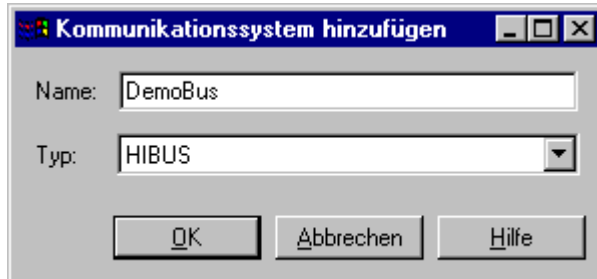 Kommunikationssystem hinzufügen
Name: DemoBus
Typ: HIBUS
OK Abbrechen Hilfe